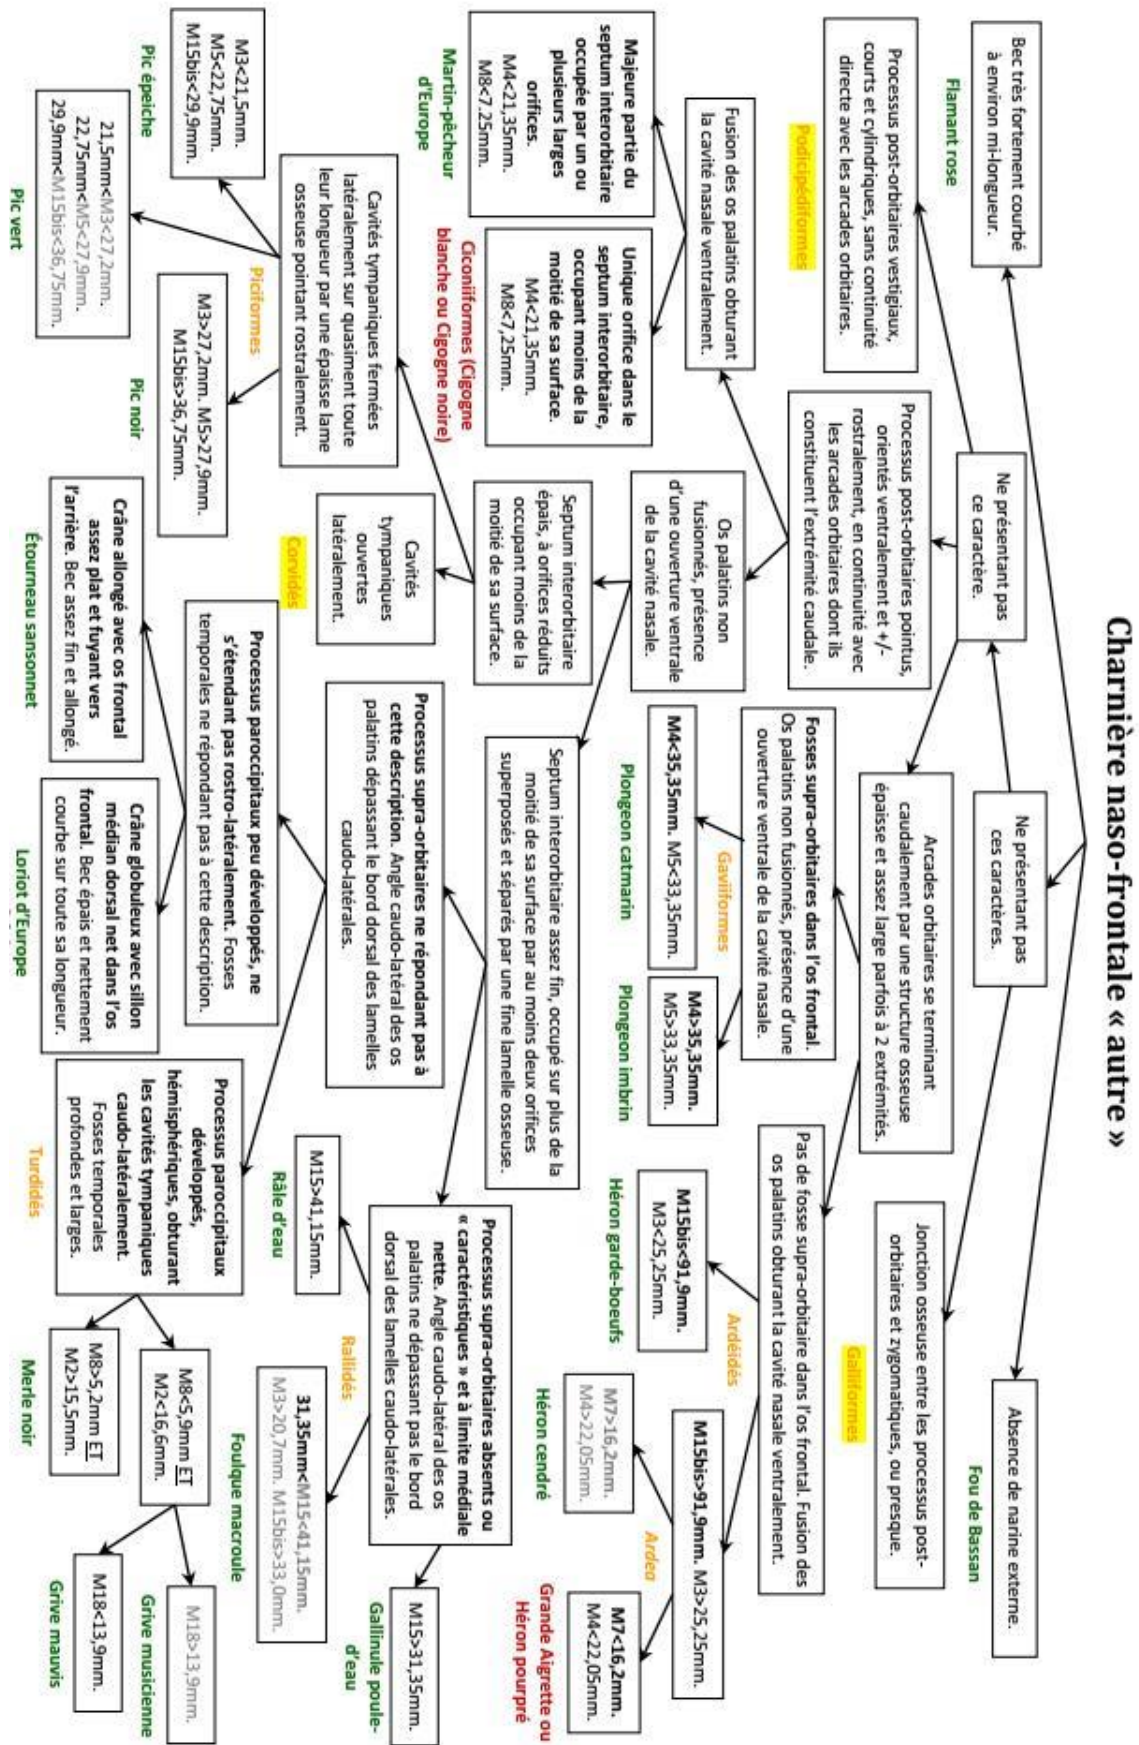 Charnière naso-frontale « autre »
Bec très fortement courbé
à environ mi-longueur.
Flamant rose
Ne présentant pas
ces caractères.
Absence de narine externe.
Fou de Bassan
Ne présentant pas
ce caractère.
Jonction osseuse entre les processus post-
orbitaires et zygomatiques, ou presque.
Galliformes
Processus post-orbitaires vestigiaux,
courts et cylindriques, sans continuité
directe avec les arcades orbitaires.
Podicipédiformes
Processus post-orbitaires pointus,
orientés ventralement et +/-
rostralement, en continuité avec
les arcades orbitaires dont ils
constituent l'extrémité caudale.
Arcades orbitaires se terminant
caudalement par une structure osseuse
épaisse et assez large parfois à 2 extrémités.
Fusion des os palatins obturant
la cavité nasale ventralement.
Os palatins non
fusionnés, présence
d'une ouverture ventrale
de la cavité nasale.
Fosses supra-orbitaires dans l'os frontal.
Os palatins non fusionnés, présence d'une
ouverture ventrale de la cavité nasale.
Gaviiformes
Pas de fosse supra-orbitaire dans l'os frontal. Fusion des
os palatins obturant la cavité nasale ventralement.
Ardéidés
Majeure partie du
septum interorbitaire
occupée par un ou
plusieurs larges
orifices.
M4<21,35mm.
M8<7.25mm.
Martin-pêcheur
d'Europe
Unique orifice dans le
septum interorbitaire,
occupant moins de la
moitié de sa surface.
M4<21,35mm.
M8<7,25mm.
Ciconiiformes (Cigogne
blanche ou Cigogne noire)
M4<35,35mm. M5<33,35mm.
Plongeon catmarin
M4>35,35mm.
M5>33,35mm.
Plongeon imbrin
M15bis<91,9mm.
M3<25,25mm.
Héron garde-boeufs
M15bis>91,9mm. M3>25,25mm.
Ardea
M7>16,2mm.
M4>22,05mm.
Héron cendré
M7<16,2mm.
M4<22,05mm.
Grande Aigrette ou
Héron pourpré
Septum interorbitaire
épais, à orifices réduits
occupant moins de la
moitié de sa surface.
Septum interorbitaire assez fin, occupé sur plus de la
moitié de sa surface par au moins deux orifices
superposés et séparés par une fine lamelle osseuse.
Cavités tympaniques fermées
latéralement sur quasiment toute
leur longueur par une épaisse lame
osseuse pointant rostralement.
Piciformes
Cavités
tympaniques
ouvertes
latéralement.
Corvidés
Processus supra-orbitaires ne répondant pas à
cette description. Angle caudo-latéral des os
palatins dépassant le bord dorsal des lamelles
caudo-latérales.
Processus supra-orbitaires absents ou
« caractéristiques » et à limite médiale
nette. Angle caudo-latéral des os
palatins ne dépassant pas le bord
dorsal des lamelles caudo-latérales.
Rallidés
M3<21,5mm.
M5<22,75mm.
M15bis<29,9mm.
Pic épeiche
21,5mm<M3<27,2mm.
22,75mm<M5<27,9mm.
29,9mm<M15bis<36,75mm.
Pic vert
M3>27,2mm. M5>27,9mm.
M15bis>36,75mm.
Pic noir
Processus paroccipitaux peu développés, ne
s'étendant pas rostro-latéralement. Fosses
temporales ne répondant pas à cette description.
M15>41,15mm.
Râle d'eau
31,35mm<M15<41,15mm.
M3>20,7mm. M15bis>33,0mm.
Foulque macroule
M15>31,35mm.
Gallinule poule-
d'eau
Crâne allongé avec os frontal
assez plat et fuyant vers
l'arrière. Bec assez fin et allongé.
Étourneau sansonnet
Crâne globuleux avec sillon
médian dorsal net dans l'os
frontal. Bec épais et nettement
courbe sur toute sa longueur.
Loriot d'Europe
Processus paroccipitaux
développés,
hémisphériques, obturant
les cavités tympaniques
caudo-latéralement.
Fosses temporales
profondes et larges.
Turdidés
M8<5,9mm ET
M2<16,6mm.
M8>5,2mm ET
M2>15,5mm.
Merle noir
M18>13,9mm.
Grive musicienne
M18<13,9mm.
Grive mauvis